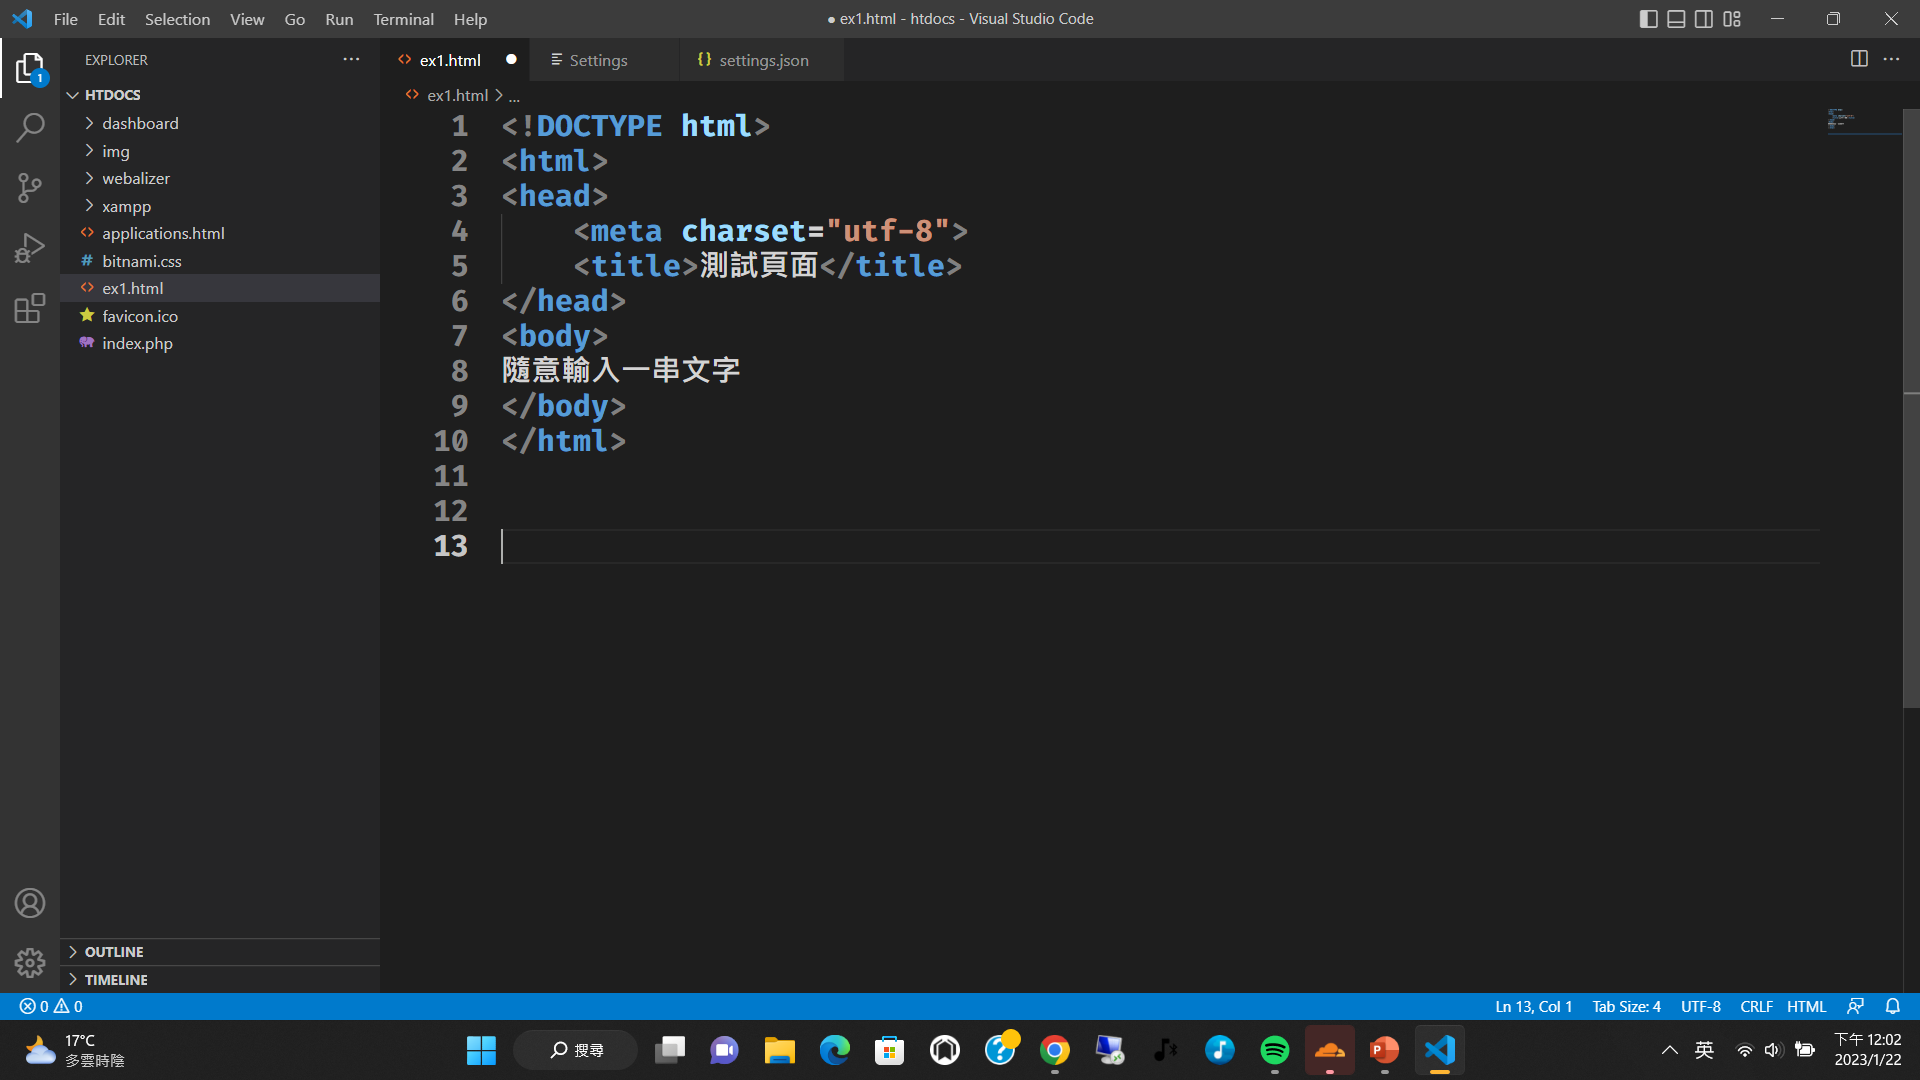 File Edit Selection View Go Run Terminal Help
● ex1.html - htdocs - Visual Studio Code
EXPLORER
ex1.html
Settings
{} settings.json
1
HTDOCS
ex1.html > ...
dashboard
img
webalizer
xampp
<> applications.html
# bitnami.css
<> ex1.html
favicon.ico
index.php
1 <!DOCTYPE html>
2 <html>
3 <head>
4 <meta charset="utf-8">
5 <title>測試頁面</title>
6 </head>
7 <body>
8 隨意輸入一串文字
9 </body>
10 </html>
11
12
13
OUTLINE
TIMELINE
0 0
Ln 13, Col 1 Tab Size: 4 UTF-8 CRLF HTML
17°C
多雲時陰
搜尋
英
下午 12:02
2023/1/22